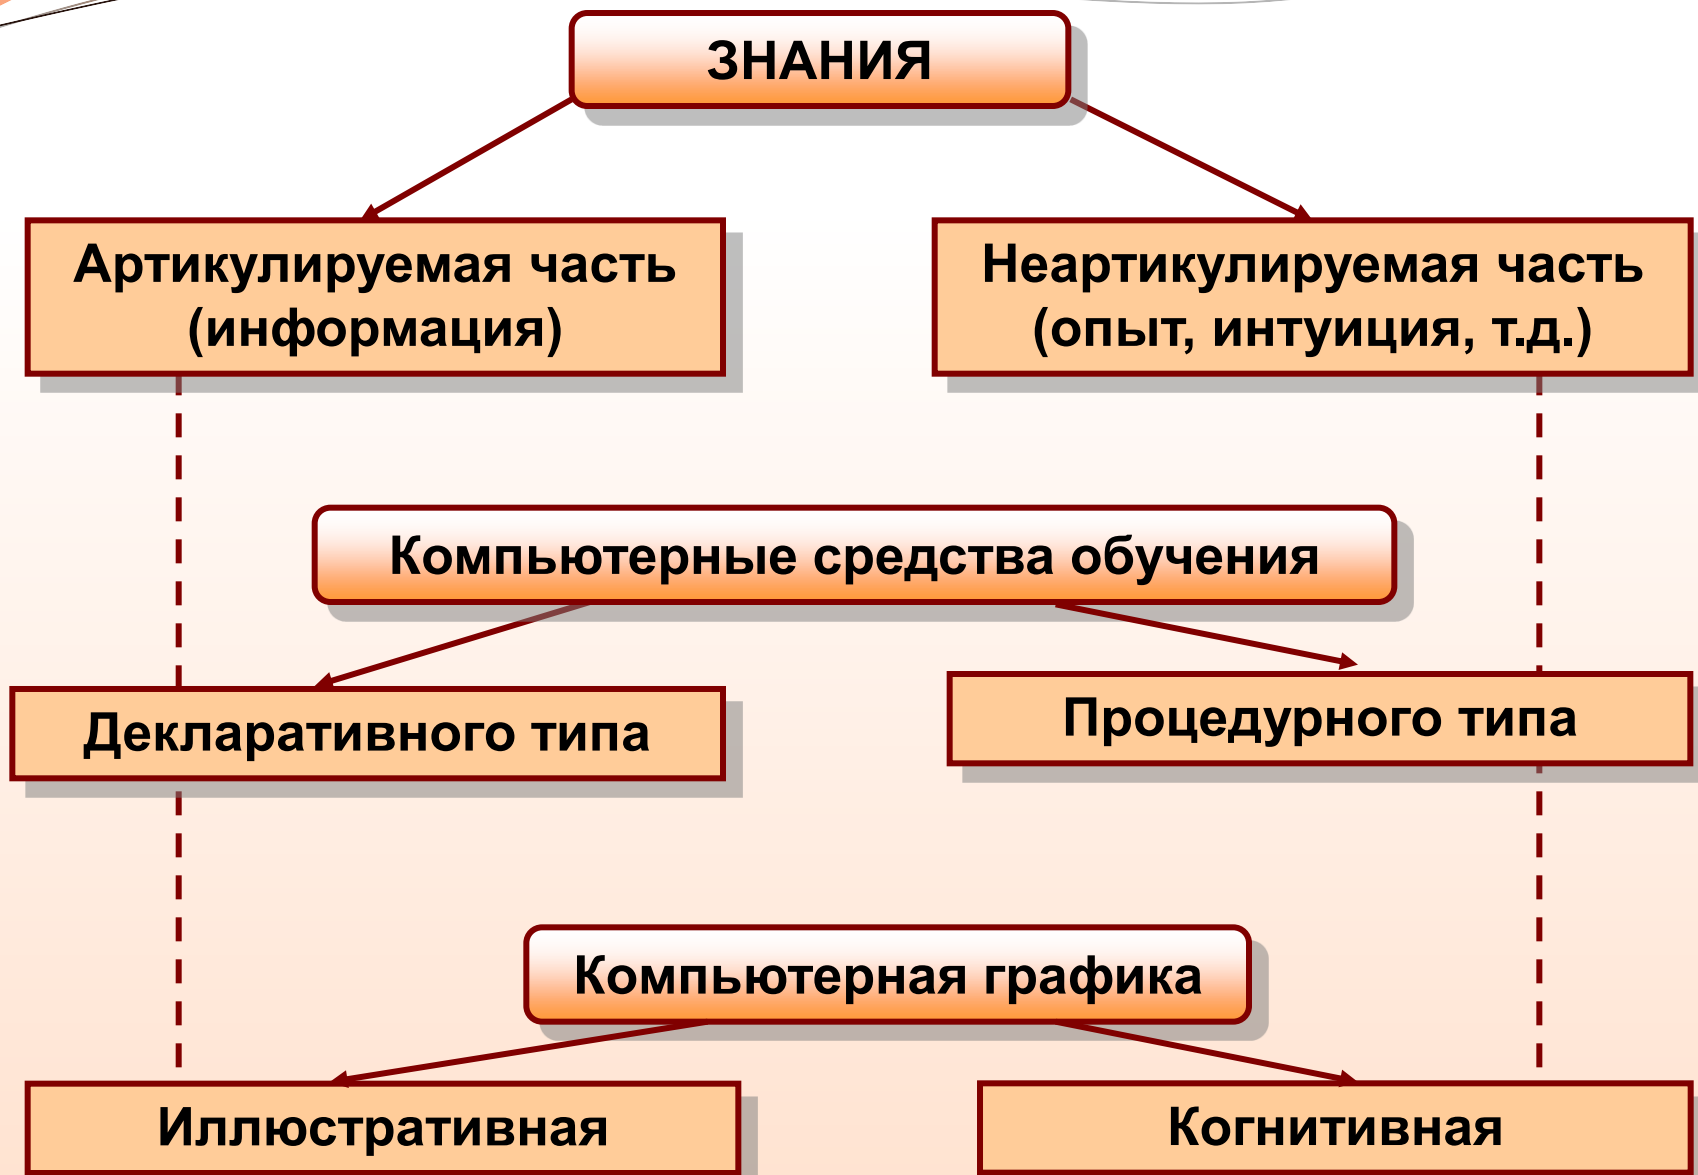 ЗНАНИЯ
Артикулируемая часть
(информация)
Неартикулируемая часть
(опыт, интуиция, т.д.)
Компьютерные средства обучения
Декларативного типа
Процедурного типа
Компьютерная графика
Иллюстративная
Когнитивная